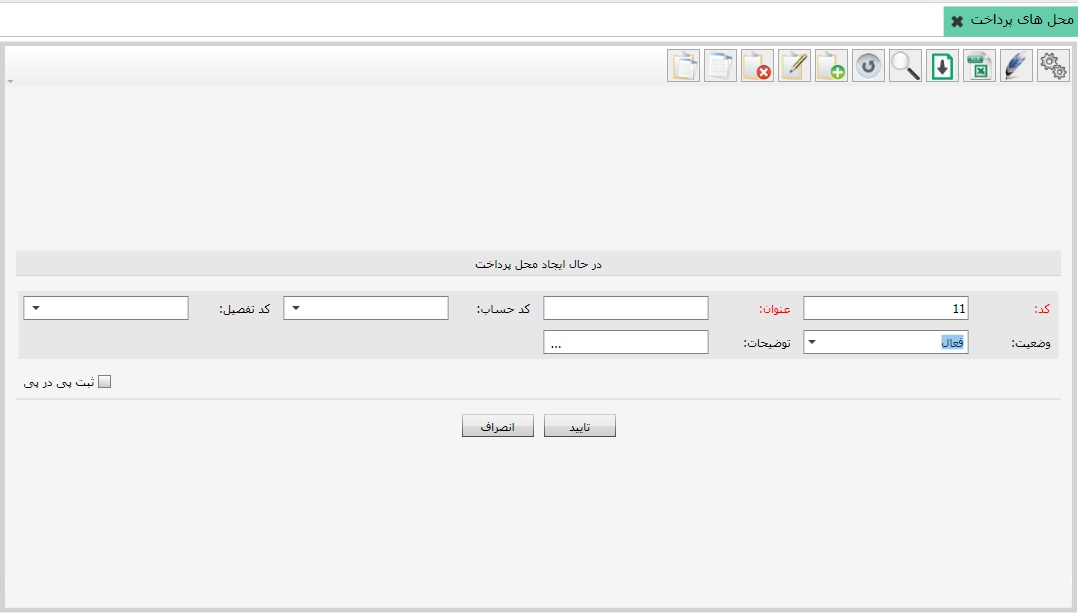 محل های پرداخت
در حال ایجاد محل پرداخت
کد: 11 عنوان: کد حساب: کد تفصیل:
وضعیت: فعال توضیحات: ...
ثبت پی در پی
تایید انصراف